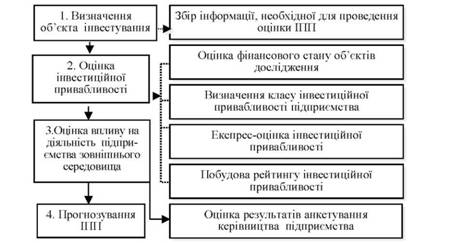 1. Визначення
об’єкта інвестування
Збір інформації, необхідної для проведення
оцінки ІПП
2. Оцінка
інвестиційної
привабливості
Оцінка фінансового стану об’єктів
дослідження
Визначення класу інвестиційної
привабливості підприємства
3.Оцінка впливу на
діяльність підпри-
ємства зовнішнього
середовища
Експрес-оцінка інвестиційної
привабливості
Побудова рейтингу інвестиційної
привабливості
4. Прогнозування
ІПП
Оцінка результатів анкетування
керівництва підприємства